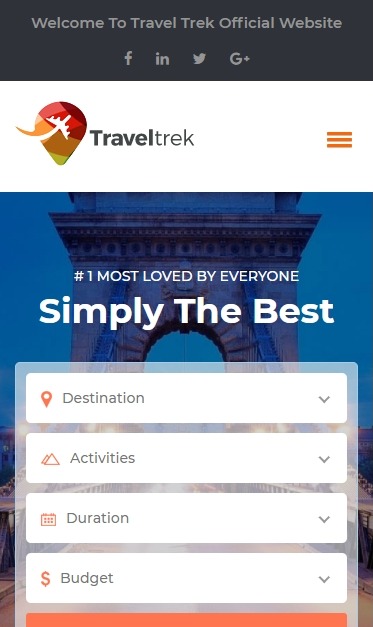 Welcome To Travel Trek Official Website
Traveltrek
# 1 MOST LOVED BY EVERYONE
Simply The Best
Destination
Activities
Duration
Budget